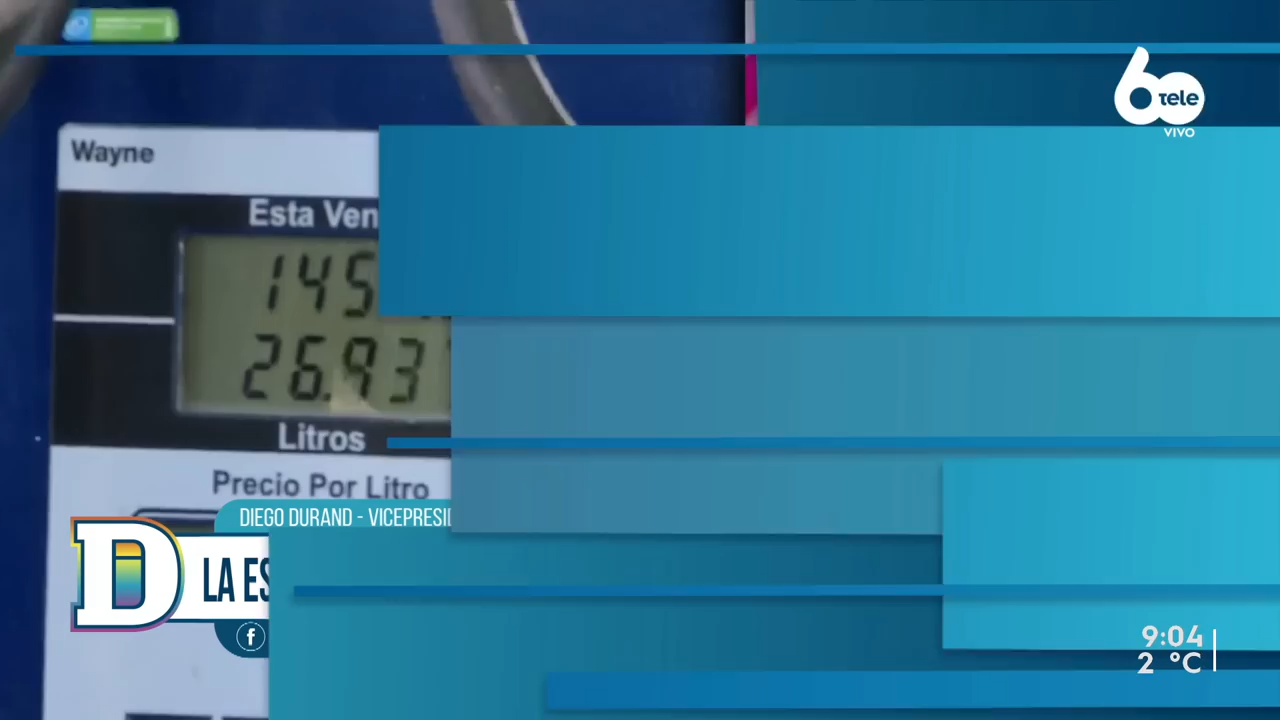 6
Tele
VIVO
Wayne
Esta Ven
145
26.93
Litros
Precio Por Litro
DIEGO DURAND - VICEPRESI
D
LA ES
f
9:04
2 °C